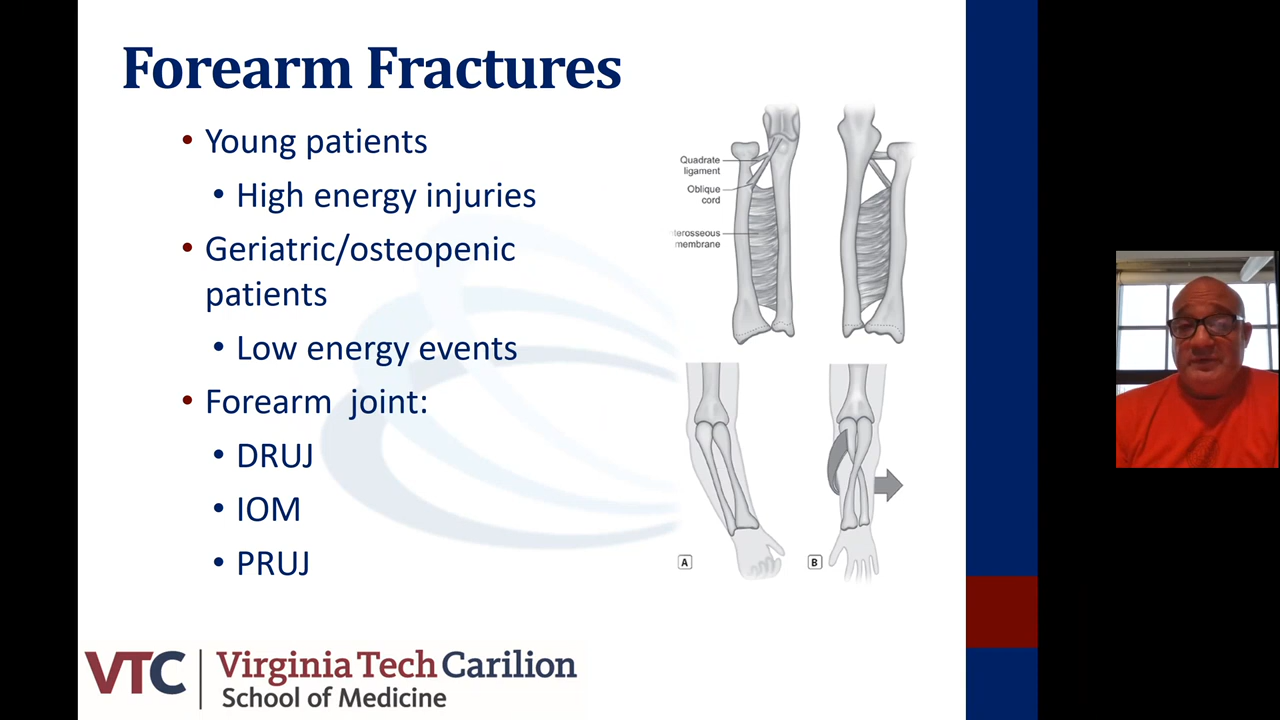 Forearm Fractures
• Young patients
• High energy injuries
• Geriatric/osteopenic
patients
• Low energy events
• Forearm joint:
• DRUJ
• IOM
• PRUJ
Quadrate
ligament
Oblique
cord
terosseous
membrane
A
B
VTC
Virginia Tech Carilion
School of Medicine